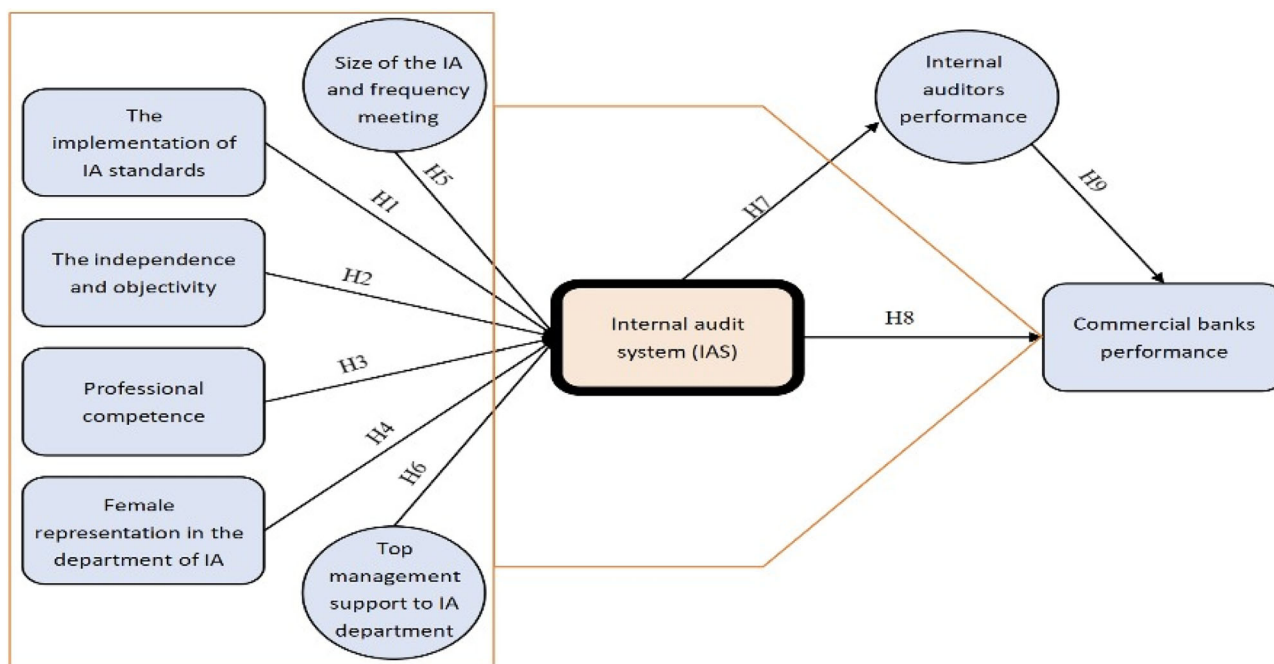 Size of the IA
and frequency
meeting
The
implementation of
IA standards
The independence
and objectivity
Professional
competence
Female
representation in the
department of IA
Top
management
support to IA
department
H5
H1
H2
H3
H4
H6
Internal audit
system (IAS)
H7
H8
Internal
auditors
performance
H9
Commercial banks
performance